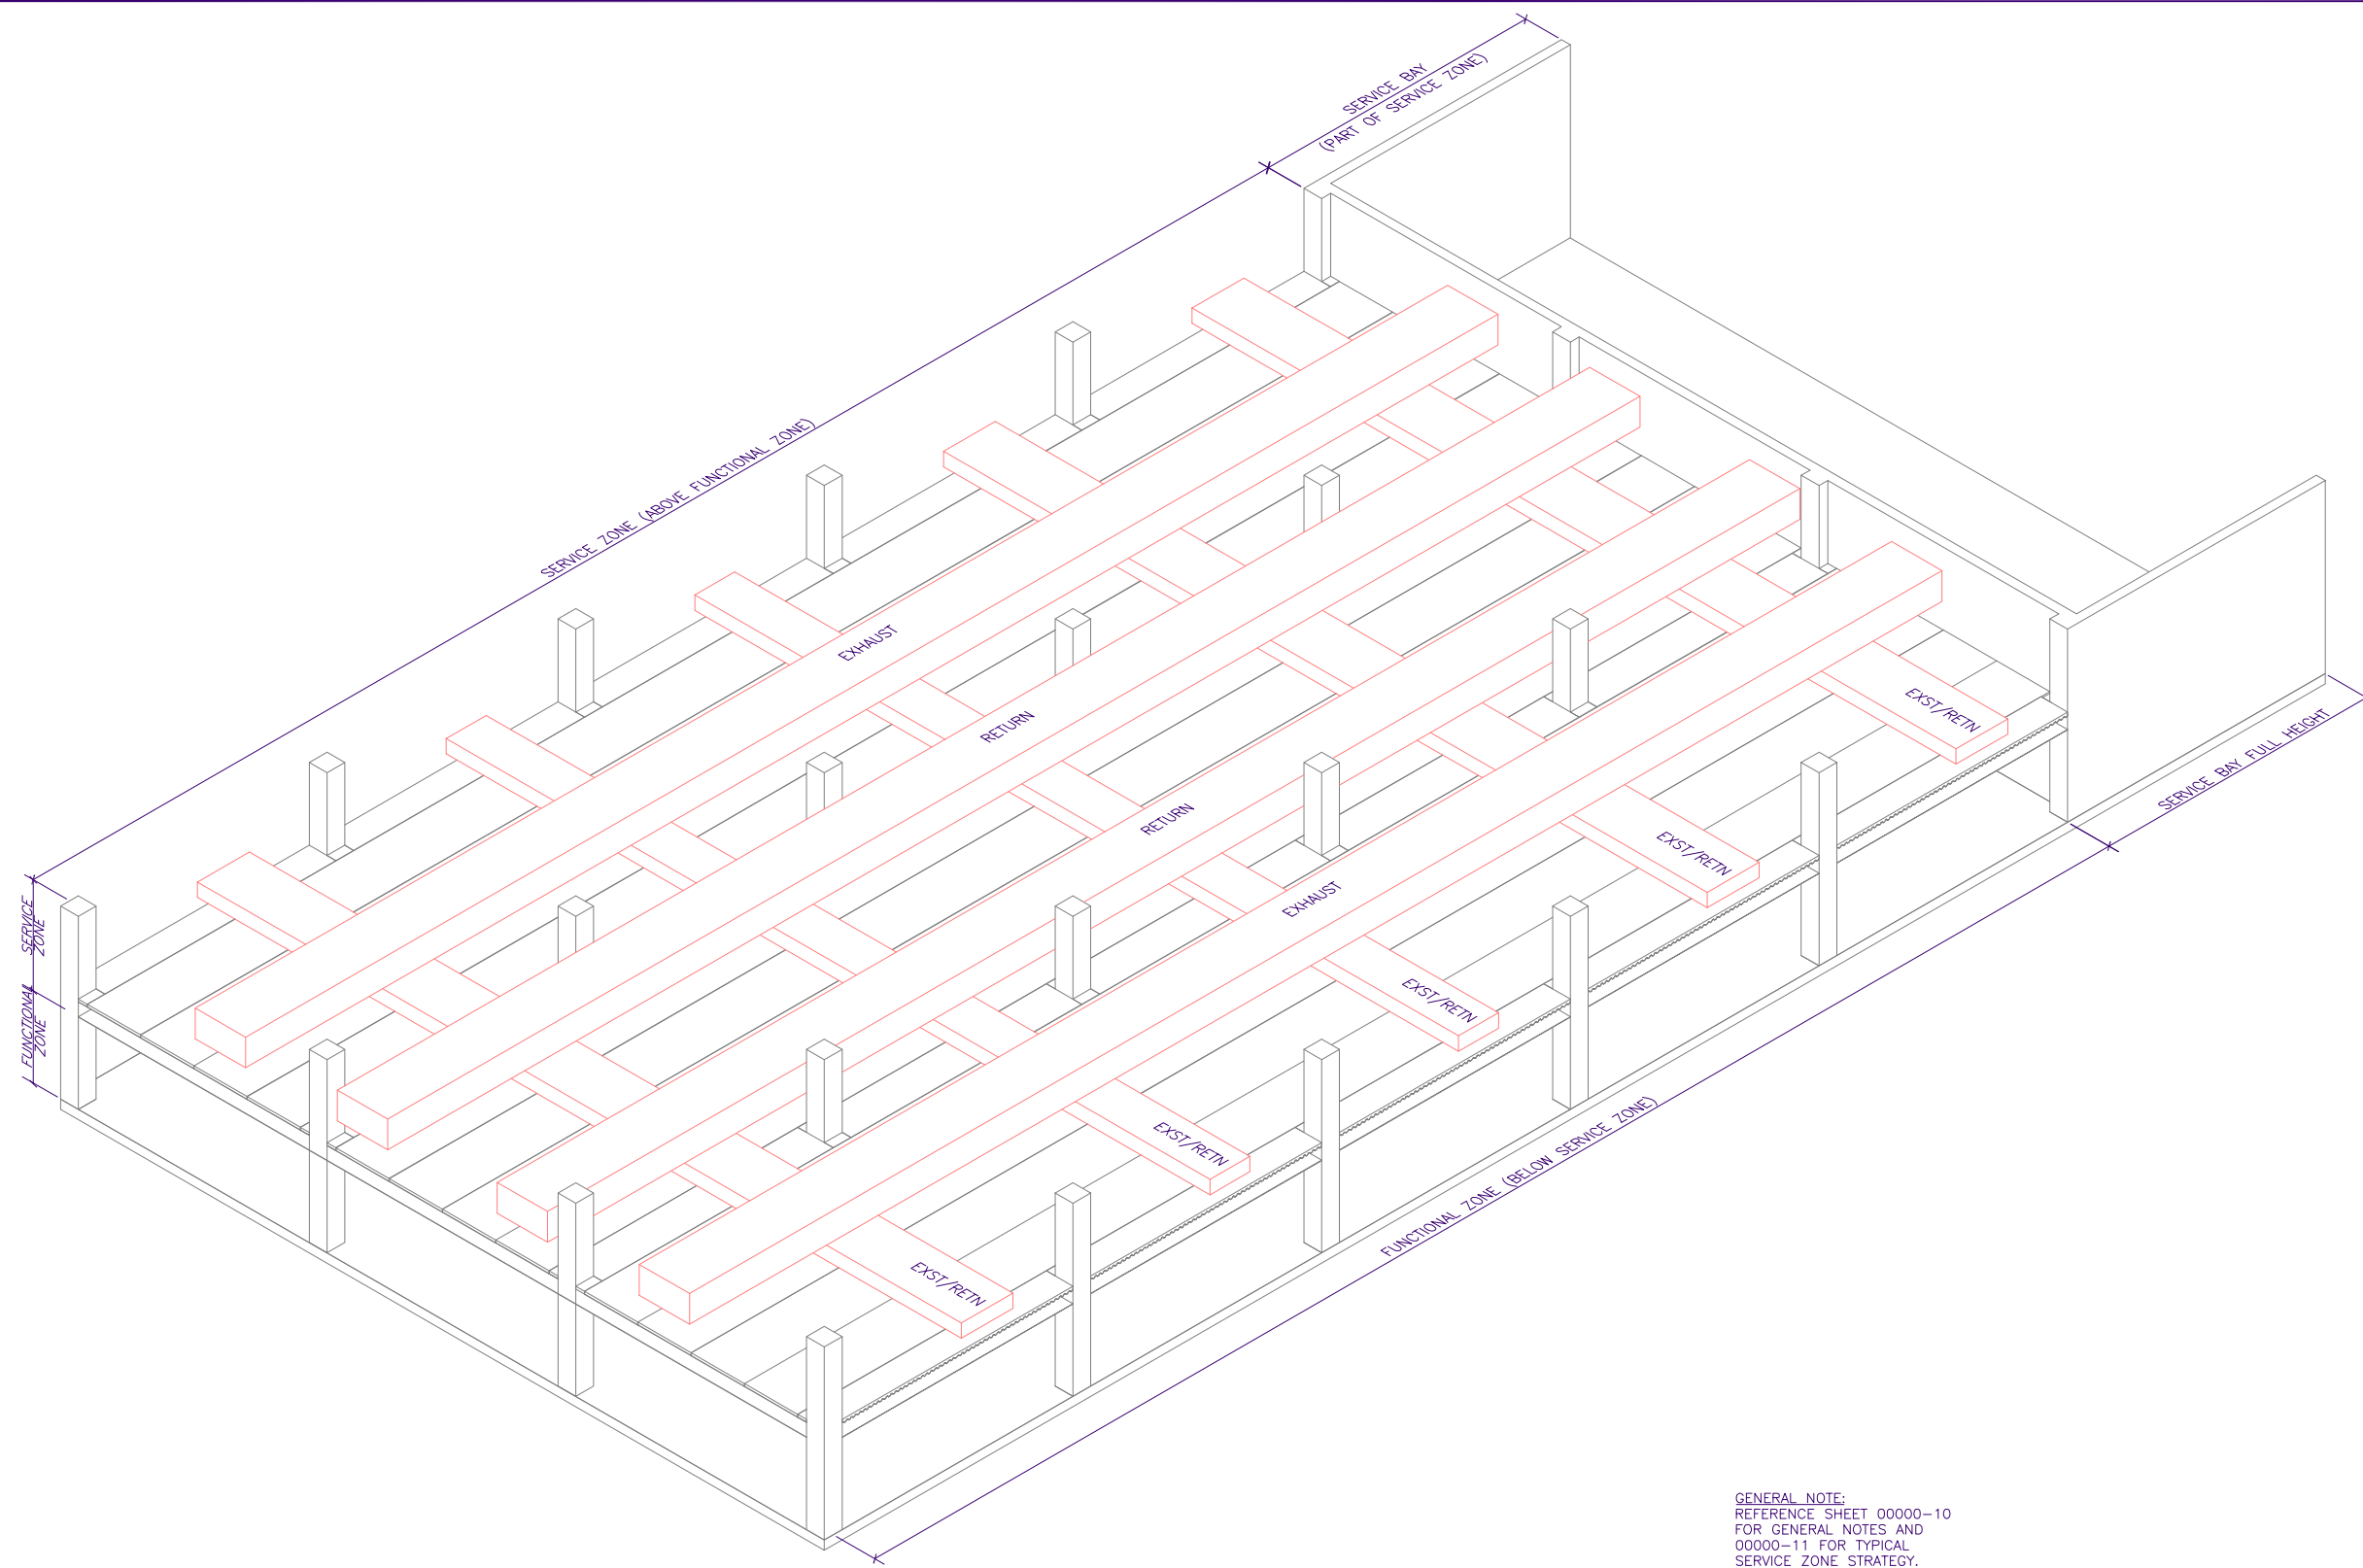 SERVICE BAY
(PART OF SERVICE ZONE)
SERVICE ZONE (ABOVE FUNCTIONAL ZONE)
EXHAUST
RETURN
RETURN
EXHAUST
EXST/RETN
EXST/RETN
EXST/RETN
EXST/RETN
EXST/RETN
SERVICE BAY FULL HEIGHT
SERVICE
ZONE
FUNCTIONAL
ZONE
FUNCTIONAL ZONE (BELOW SERVICE ZONE)
GENERAL NOTE:
REFERENCE SHEET 00000-10
FOR GENERAL NOTES AND
00000-11 FOR TYPICAL
SERVICE ZONE STRATEGY.